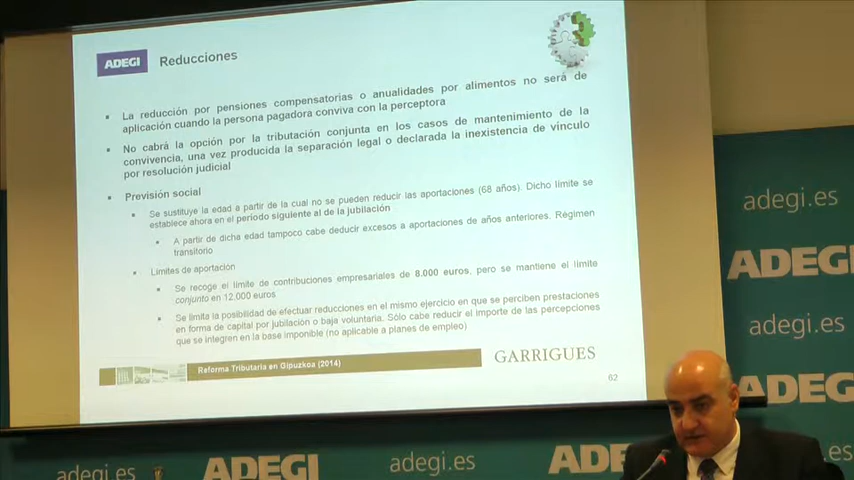 ADEGI Reducciones
La reducción por pensiones compensatorias o anualidades por alimentos no será de
aplicación cuando la persona pagadora conviva con la perceptora
No cabrá la opción por la tributación conjunta en los casos de mantenimiento de la
convivencia, una vez producida la separación legal o declarada la inexistencia de vínculo
por resolución judicial
Previsión social
Se sustituye la edad a partir de la cual no se pueden reducir las aportaciones (68 años). Dicho límite se
establece ahora en el período siguiente al de la jubilación
A partir de dicha edad tampoco cabe deducir excesos a aportaciones de años anteriores. Régimen
transitorio
Límites de aportación
Se recoge el límite de contribuciones empresariales de 8.000 euros, pero se mantiene el límite
conjunto en 12.000 euros
Se limita la posibilidad de efectuar reducciones en el mismo ejercicio en que se perciben prestaciones
en forma de capital por jubilación o baja voluntaria. Sólo cabe reducir el importe de las percepciones
que se integren en la base imponible (no aplicable a planes de empleo)
Reforma Tributaria en Gipuzkoa (2014)
GARRIGUES
62
adegi.es
ADEGI
adegi.es
ADEGI
adegi.es
ADEGI
adegi.es
ADEGI
.es